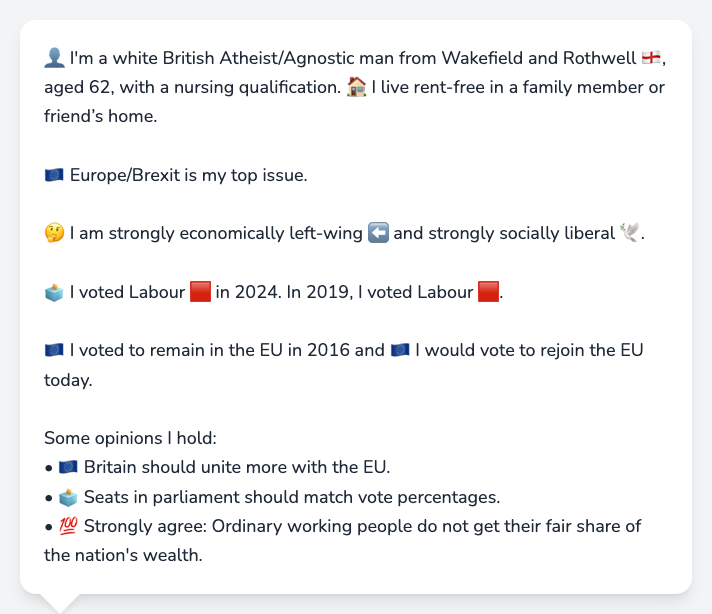 👤 I'm a white British Atheist/Agnostic man from Wakefield and Rothwell 🏴󠁧󠁢󠁥󠁮󠁧󠁿,
aged 62, with a nursing qualification. 🏠 I live rent-free in a family member or
friend’s home.
🇪🇺 Europe/Brexit is my top issue.
🤔 I am strongly economically left-wing ⬅️ and strongly socially liberal 🕊️.
🗳️ I voted Labour 🟥 in 2024. In 2019, I voted Labour 🟥.
🇪🇺 I voted to remain in the EU in 2016 and 🇪🇺 I would vote to rejoin the EU
today.
Some opinions I hold:
• 🇪🇺 Britain should unite more with the EU.
• 🗳️ Seats in parliament should match vote percentages.
• 💯 Strongly agree: Ordinary working people do not get their fair share of
the nation's wealth.